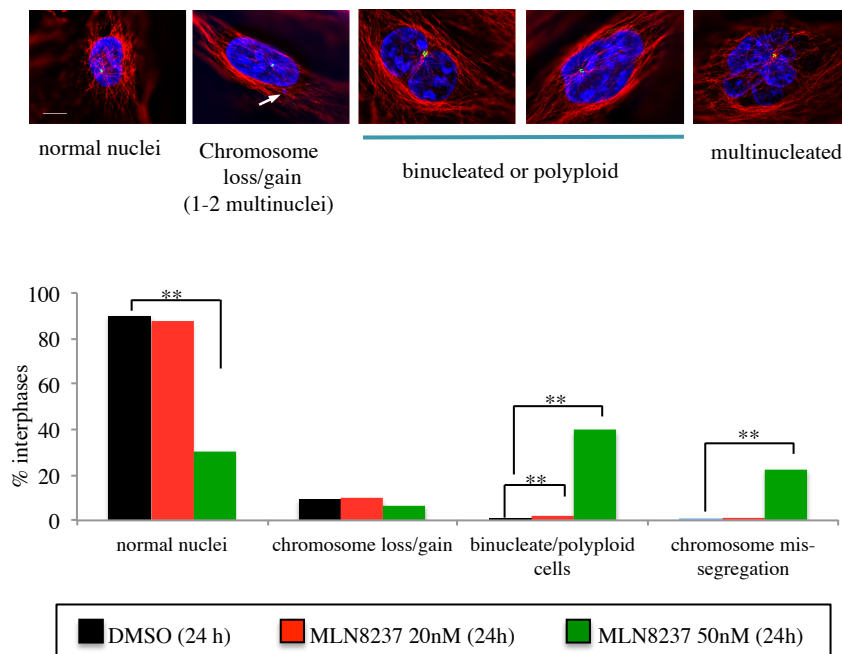 normal nuclei
Chromosome
loss/gain
(1-2 multinuclei)
binucleated or polyploid
multinucleated
% interphases
100
80
60
40
20
0
**
**
**
**
normal nuclei
chromosome loss/gain
binucleate/polyploid
cells
chromosome mis-
segregation
DMSO (24 h)
MLN8237 20nM (24h)
MLN8237 50nM (24h)